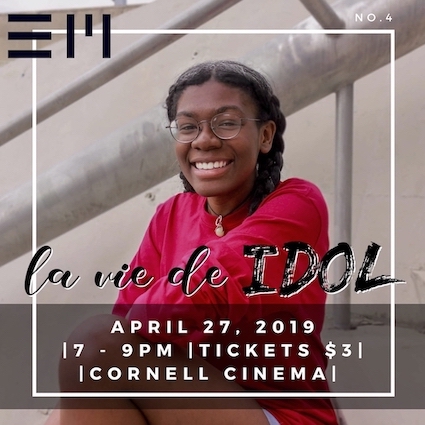 NO.4
EM
la vie de IDOL
APRIL 27, 2019
|7 - 9PM |TICKETS $3|
|CORNELL CINEMA|